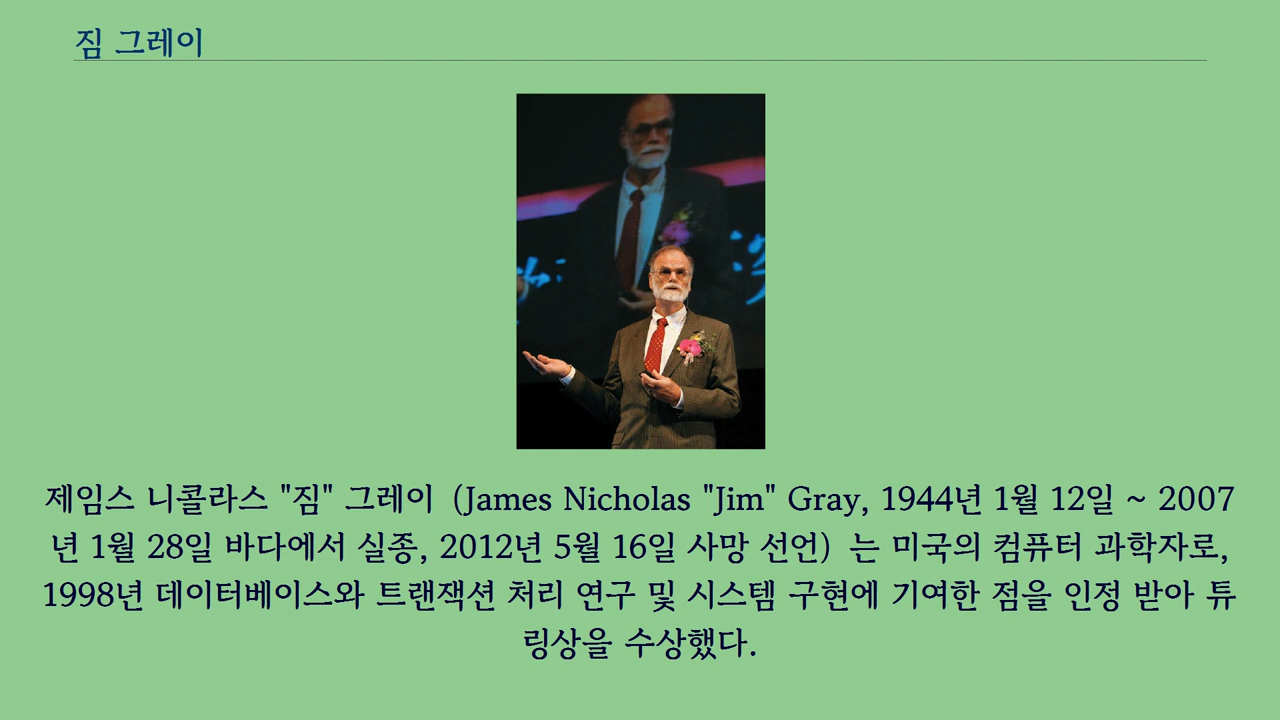 짐 그레이
제임스 니콜라스 "짐" 그레이 (James Nicholas "Jim" Gray, 1944년 1월 12일 ~ 2007
년 1월 28일 바다에서 실종, 2012년 5월 16일 사망 선언) 는 미국의 컴퓨터 과학자로,
1998년 데이터베이스와 트랜잭션 처리 연구 및 시스템 구현에 기여한 점을 인정 받아 튜
링상을 수상했다.